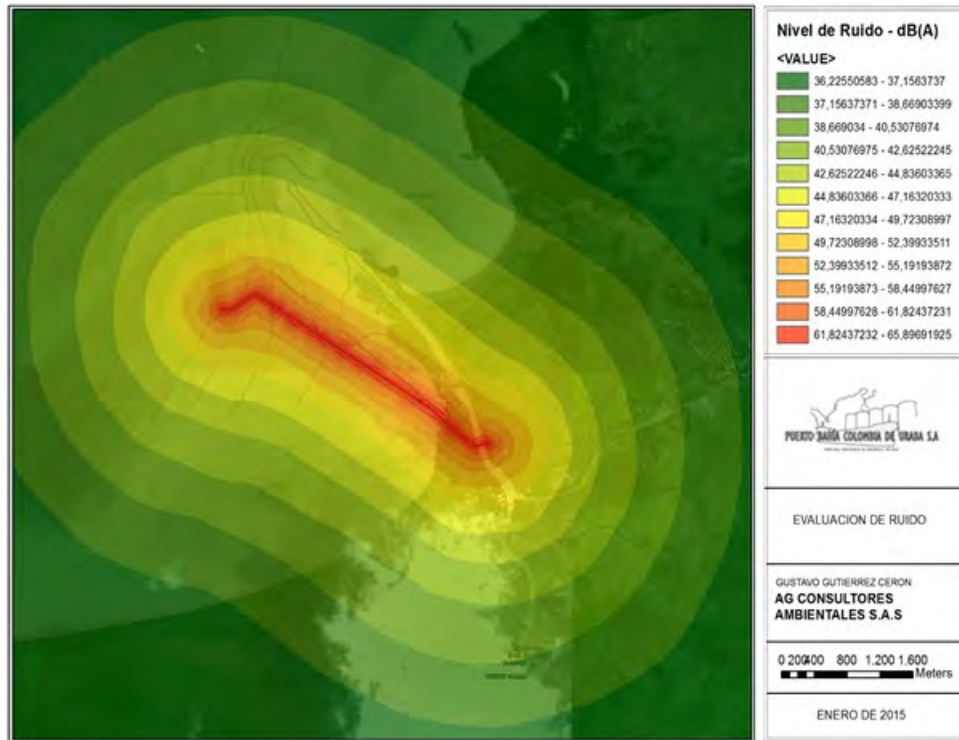 Nivel de Ruido - dB(A)
<VALUE>
36,22550583 - 37,1563737
37,15637371 - 38,66903399
38,669034 - 40,53076974
40,53076975 - 42,62522245
42,62522246 - 44,83603365
44,83603366 - 47,16320333
47,16320334 - 49,72308997
49,72308998 - 52,39933511
52,39933512 - 55,19193872
55,19193873 - 58,44997627
58,44997628 - 61,82437231
61,82437232 - 65,89691925
PUERTO BAHÍA COLOMBIA DE URABA S.A
EVALUACION DE RUIDO
GUSTAVO GUTIERREZ CERON
AG CONSULTORES
AMBIENTALES S.A.S
0 200400 800 1.200 1.600
Meters
ENERO DE 2015